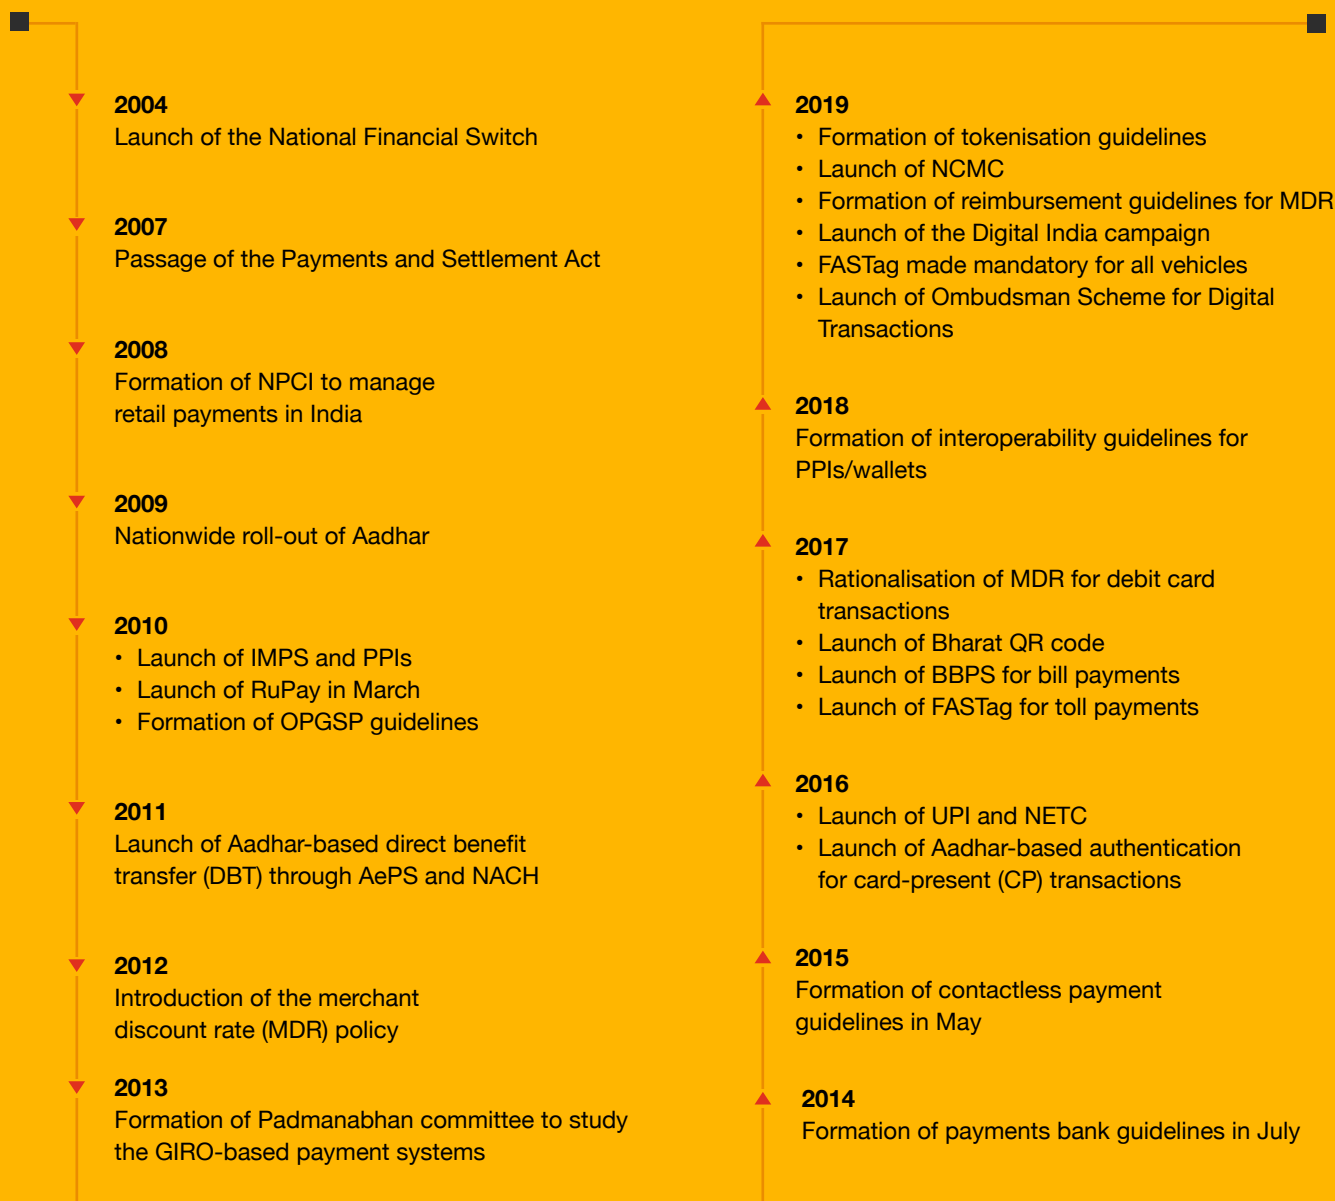 2004
Launch of the National Financial Switch
2007
Passage of the Payments and Settlement Act
2008
Formation of NPCI to manage
retail payments in India
2009
Nationwide roll-out of Aadhar
2010
• Launch of IMPS and PPIs
• Launch of RuPay in March
• Formation of OPGSP guidelines
2011
Launch of Aadhar-based direct benefit
transfer (DBT) through AePS and NACH
2012
Introduction of the merchant
discount rate (MDR) policy
2013
Formation of Padmanabhan committee to study
the GIRO-based payment systems
2019
• Formation of tokenisation guidelines
• Launch of NCMC
• Formation of reimbursement guidelines for MDR
• Launch of the Digital India campaign
• FASTag made mandatory for all vehicles
• Launch of Ombudsman Scheme for Digital
Transactions
2018
Formation of interoperability guidelines for
PPIs/wallets
2017
• Rationalisation of MDR for debit card
transactions
• Launch of Bharat QR code
• Launch of BBPS for bill payments
• Launch of FASTag for toll payments
2016
• Launch of UPI and NETC
• Launch of Aadhar-based authentication
for card-present (CP) transactions
2015
Formation of contactless payment
guidelines in May
2014
Formation of payments bank guidelines in July